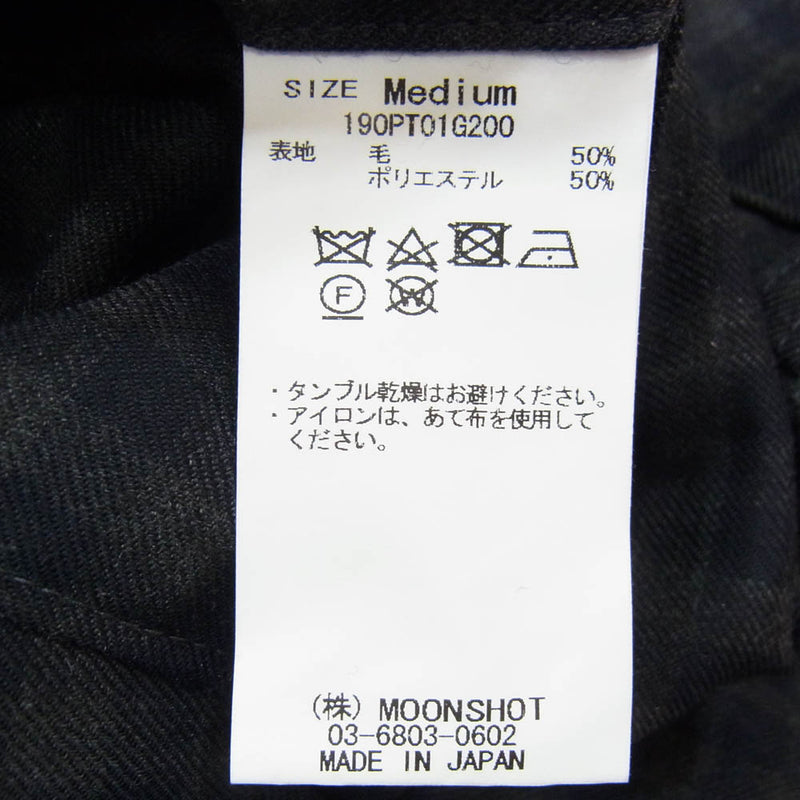 SIZE Medium
190PT01G200
表地 毛 50%
ポリエステル 50%
F
W
・タンブル乾燥はお避けください。
・アイロンは、あて布を使用して
ください。
(株) MOONSHOT
03-6803-0602
MADE IN JAPAN